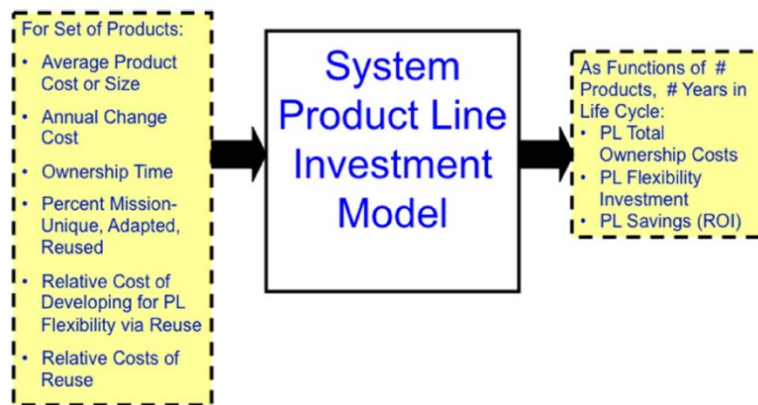 For Set of Products:
• Average Product
Cost or Size
• Annual Change
Cost
• Ownership Time
• Percent Mission-
Unique, Adapted,
Reused
• Relative Cost of
Developing for PL
Flexibility via Reuse
• Relative Costs of
Reuse
System
Product Line
Investment
Model
As Functions of #
Products, # Years in
Life Cycle:
• PL Total
Ownership Costs
• PL Flexibility
Investment
• PL Savings (ROI)